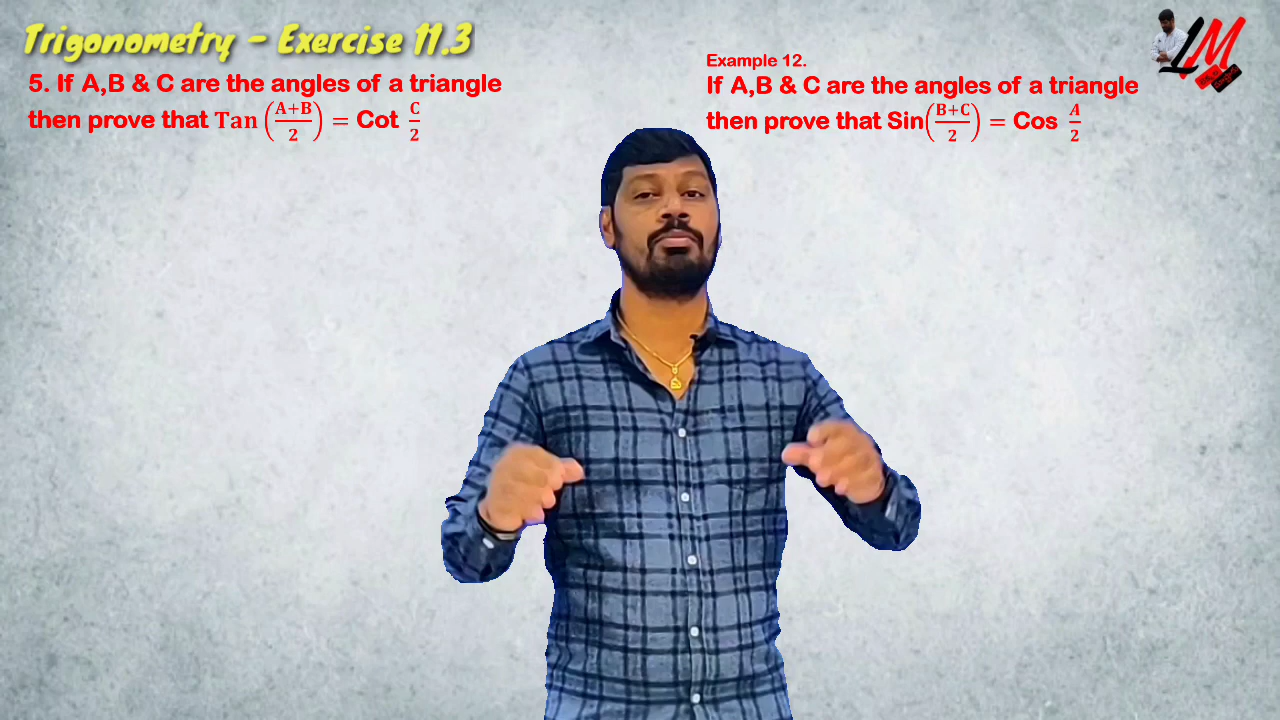 Trigonometry - Exercise 11.3
5. If A,B & C are the angles of a triangle
then prove that Tan (A+B/2) = Cot C/2
Example 12.
If A,B & C are the angles of a triangle
then prove that Sin(B+C/2) = Cos A/2
LM